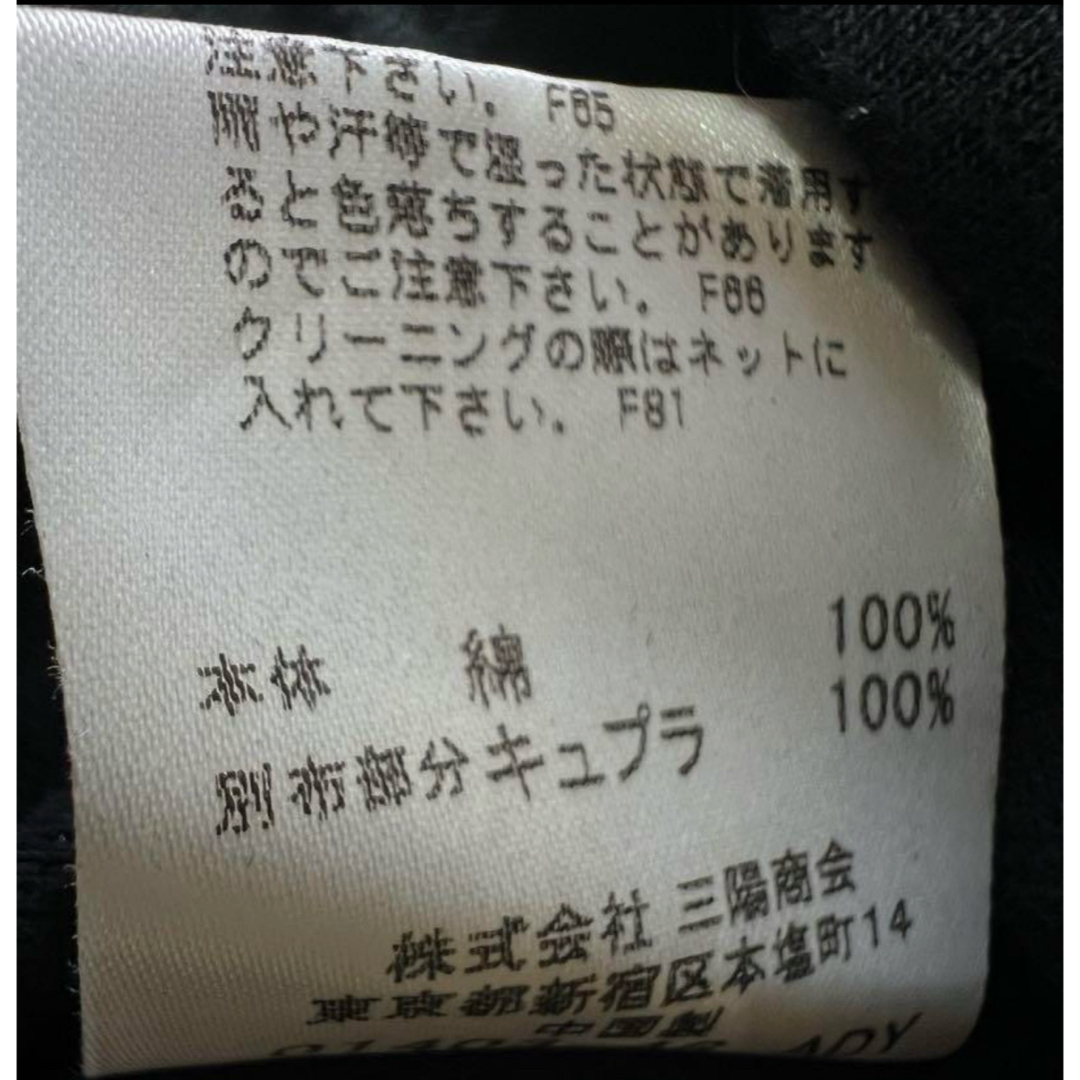 注意下さい。 F65
雨や汗等で湿った状態で着用す
ると色落ちすることがあります
のでご注意下さい。 F66
クリーニングの際はネットに
入れて下さい。 F81
本体 綿 100%
別布部分キュプラ 100%
株式会社 三陽商会
東京都新宿区本塩町14
中国製
ADY